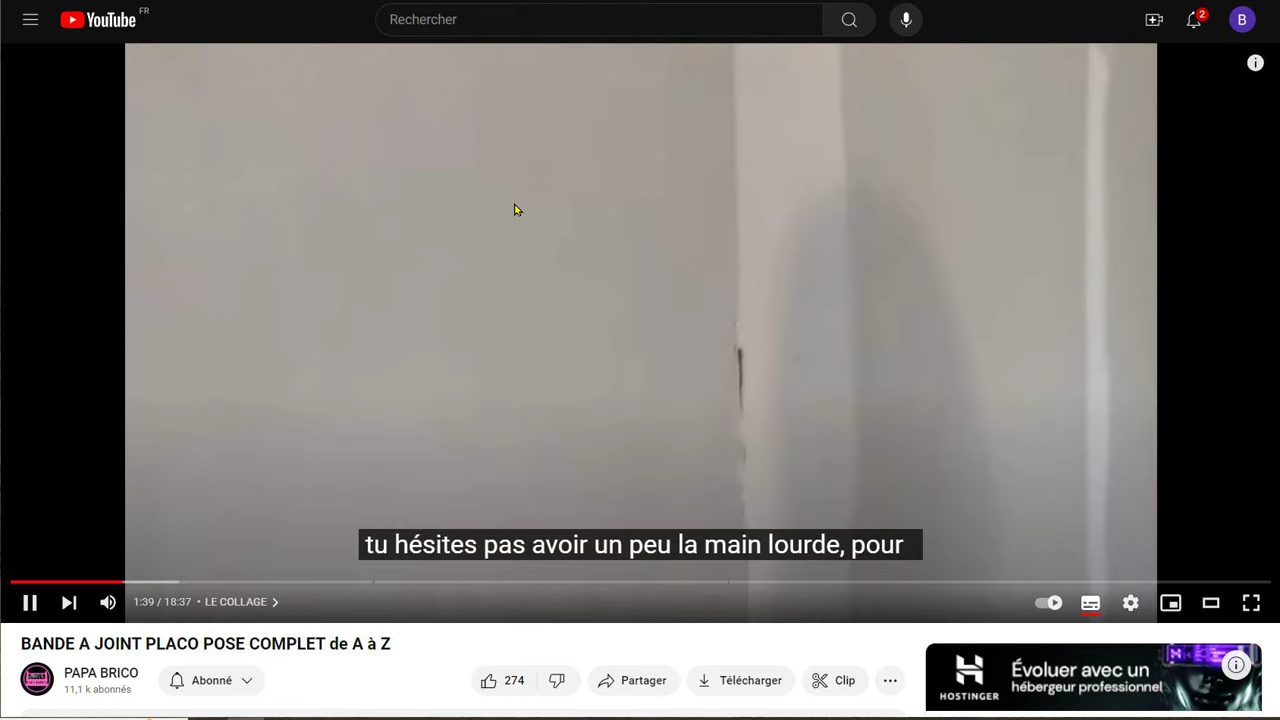 YouTube FR
Rechercher
2
B
tu hésites pas avoir un peu la main lourde, pour
1:39 / 18:37 • LE COLLAGE
BANDE A JOINT PLACO POSE COMPLET de A à Z
PAPA BRICO
11,1 k abonnés
Abonné
274
Partager
Télécharger
Clip
HOSTINGER
Évoluer avec un
hébergeur professionnel